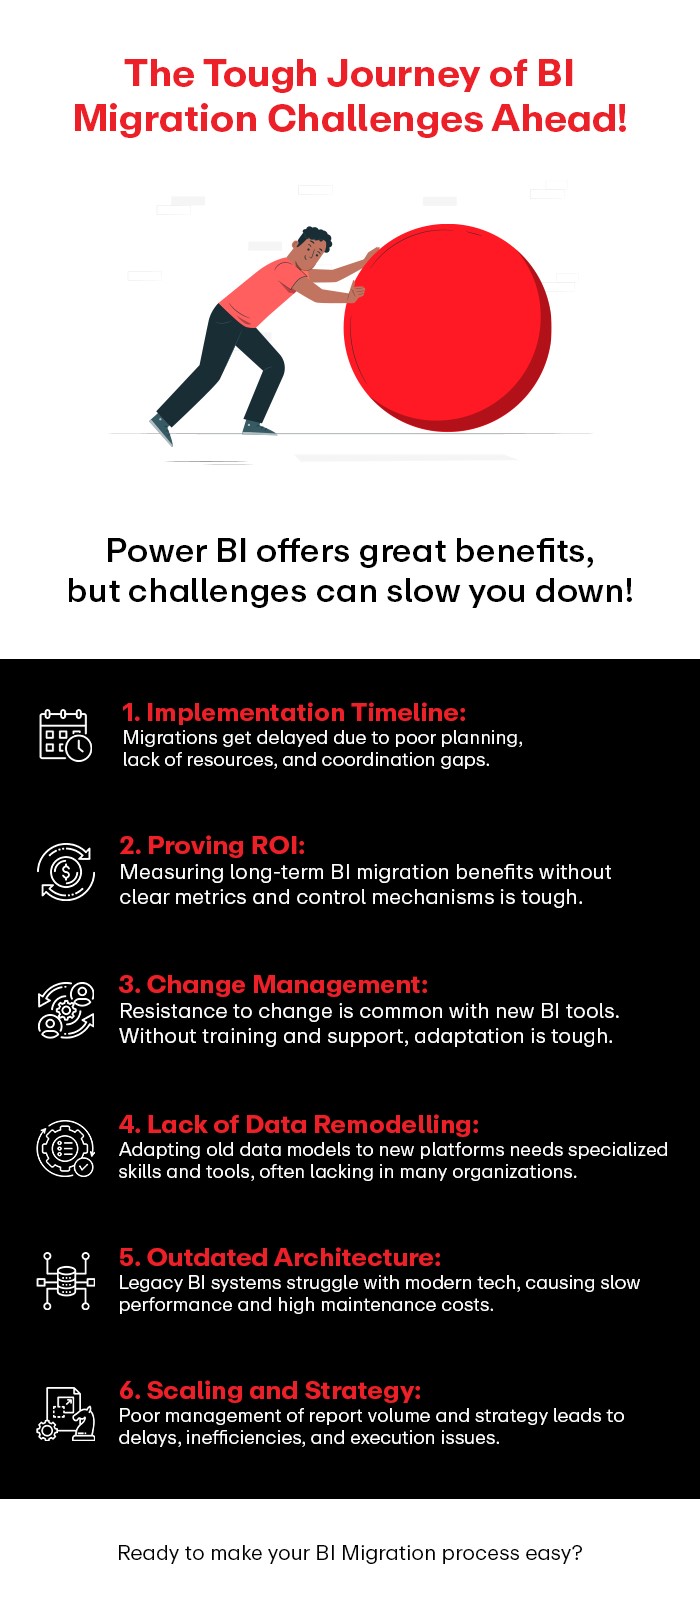 The Tough Journey of BI
Migration Challenges Ahead!
Power BI offers great benefits,
but challenges can slow you down!
1. Implementation Timeline:
Migrations get delayed due to poor planning,
lack of resources, and coordination gaps.
2. Proving ROI:
Measuring long-term BI migration benefits without
clear metrics and control mechanisms is tough.
3. Change Management:
Resistance to change is common with new BI tools.
Without training and support, adaptation is tough.
4. Lack of Data Remodelling:
Adapting old data models to new platforms needs specialized
skills and tools, often lacking in many organizations.
5. Outdated Architecture:
Legacy BI systems struggle with modern tech, causing slow
performance and high maintenance costs.
6. Scaling and Strategy:
Poor management of report volume and strategy leads to
delays, inefficiencies, and execution issues.
Ready to make your BI Migration process easy?